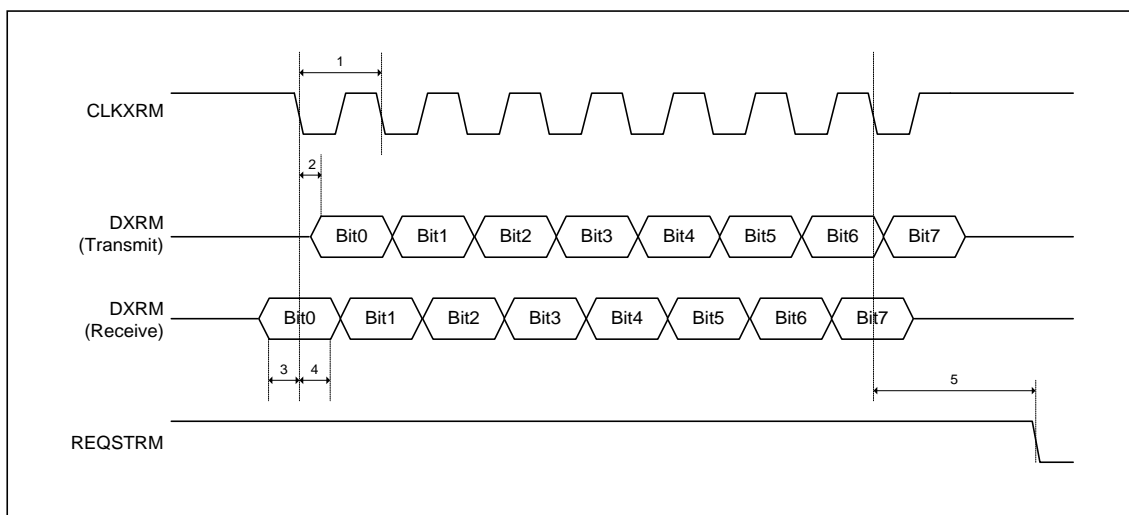 1
CLKXRM
2
DXRM
(Transmit)
Bit0 Bit1 Bit2 Bit3 Bit4 Bit5 Bit6 Bit7
DXRM
(Receive)
Bit0 Bit1 Bit2 Bit3 Bit4 Bit5 Bit6 Bit7
3 4
5
REQSTRM